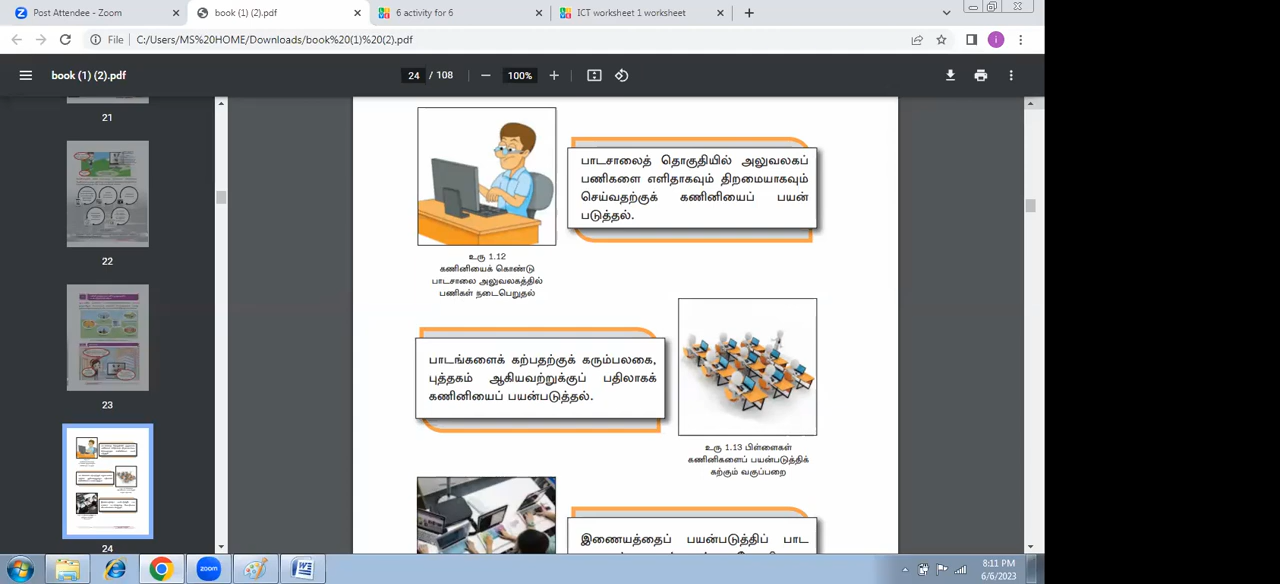 Post Attendee - Zoom
book (1) (2).pdf
6 activity for 6
ICT worksheet 1 worksheet
File
C:/Users/MS%20HOME/Downloads/book%20(1)%20(2).pdf
i
book (1) (2).pdf
24 / 108
100%
21
22
23
24
பாடசாலைத் தொகுதியில் அலுவலகப்
பணிகளை எளிதாகவும் திறமையாகவும்
செய்வதற்குக் கணினியைப் பயன்
படுத்தல்.
உரு 1.12
கணினியைக் கொண்டு
பாடசாலை அலுவலகத்தில்
பணிகள் நடைபெறுதல்
பாடங்களைக் கற்பதற்குக் கரும்பலகை,
புத்தகம் ஆகியவற்றுக்குப் பதிலாகக்
கணினியைப் பயன்படுத்தல்.
உரு 1.13 பிள்ளைகள்
கணினிகளைப் பயன்படுத்திக்
கற்கும் வகுப்பறை
இணையத்தைப் பயன்படுத்திப் பாட
zoom
8:11 PM
6/6/2023